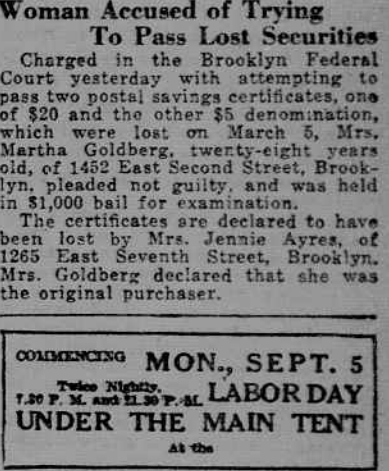 Woman Accused of Trying
To Pass Lost Securities
Charged in the Brooklyn Federal
Court yesterday with attempting to
pass two postal savings certificates, one
of $20 and the other $5 denomination,
which were lost on March 5, Mrs.
Martha Goldberg, twenty-eight years
old, of 1452 East Second Street, Brook-
lyn, pleaded not guilty, and was held
in $1,000 bail for examination.
The certificates are declared to have
been lost by Mrs. Jennie Ayres, of
1265 East Seventh Street, Brooklyn.
Mrs. Goldberg declared that she was
the original purchaser.
COMMENCING MON., SEPT. 5
Twice Nightly,
P. M. and 11.30 P. M. LABOR DAY
UNDER THE MAIN TENT
At the